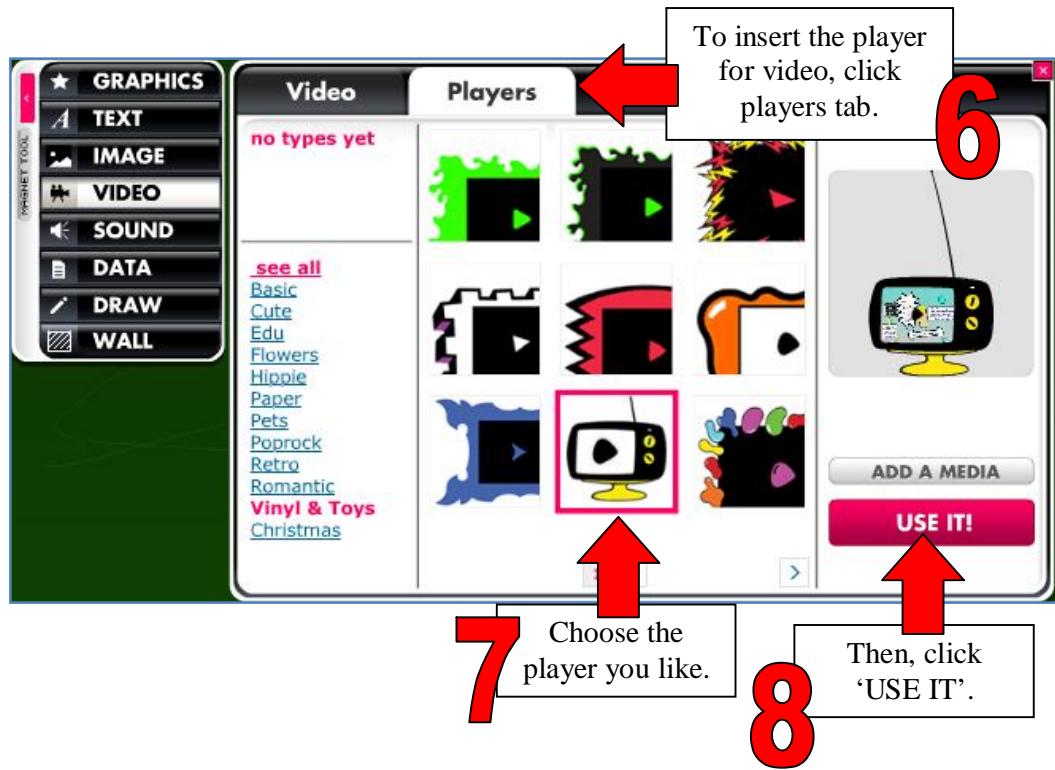 To insert the player
for video, click
players tab.
6
MAGNET TOOL
GRAPHICS
TEXT
IMAGE
VIDEO
SOUND
DATA
DRAW
WALL
Video
Players
no types yet
see all
Basic
Cute
Edu
Flowers
Hippie
Paper
Pets
Poprock
Retro
Romantic
Vinyl & Toys
Christmas
ADD A MEDIA
USE IT!
7
Choose the
player you like.
8
Then, click
‘USE IT’.